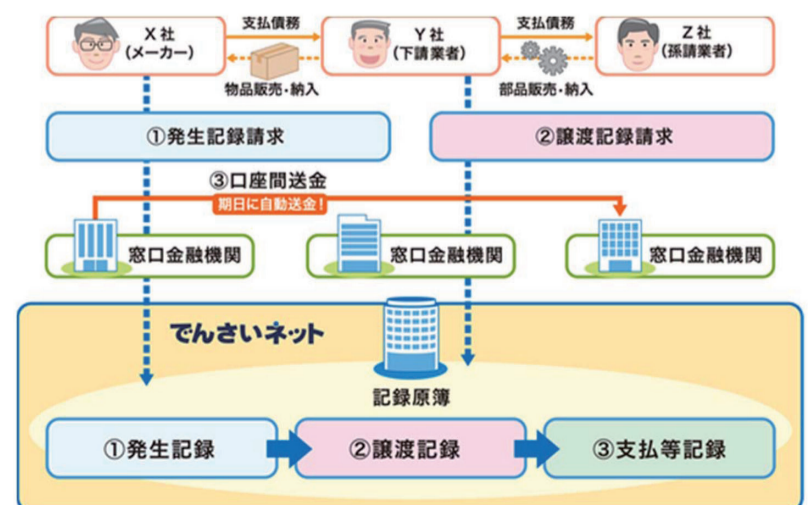 X社
(メーカー)
支払債務
物品販売・納入
Y社
(下請業者)
支払債務
部品販売・納入
Z社
(孫請業者)
①発生記録請求
②譲渡記録請求
③口座間送金
期日に自動送金!
窓口金融機関
窓口金融機関
窓口金融機関
でんさいネット
記録原簿
①発生記録
②譲渡記録
③支払等記録